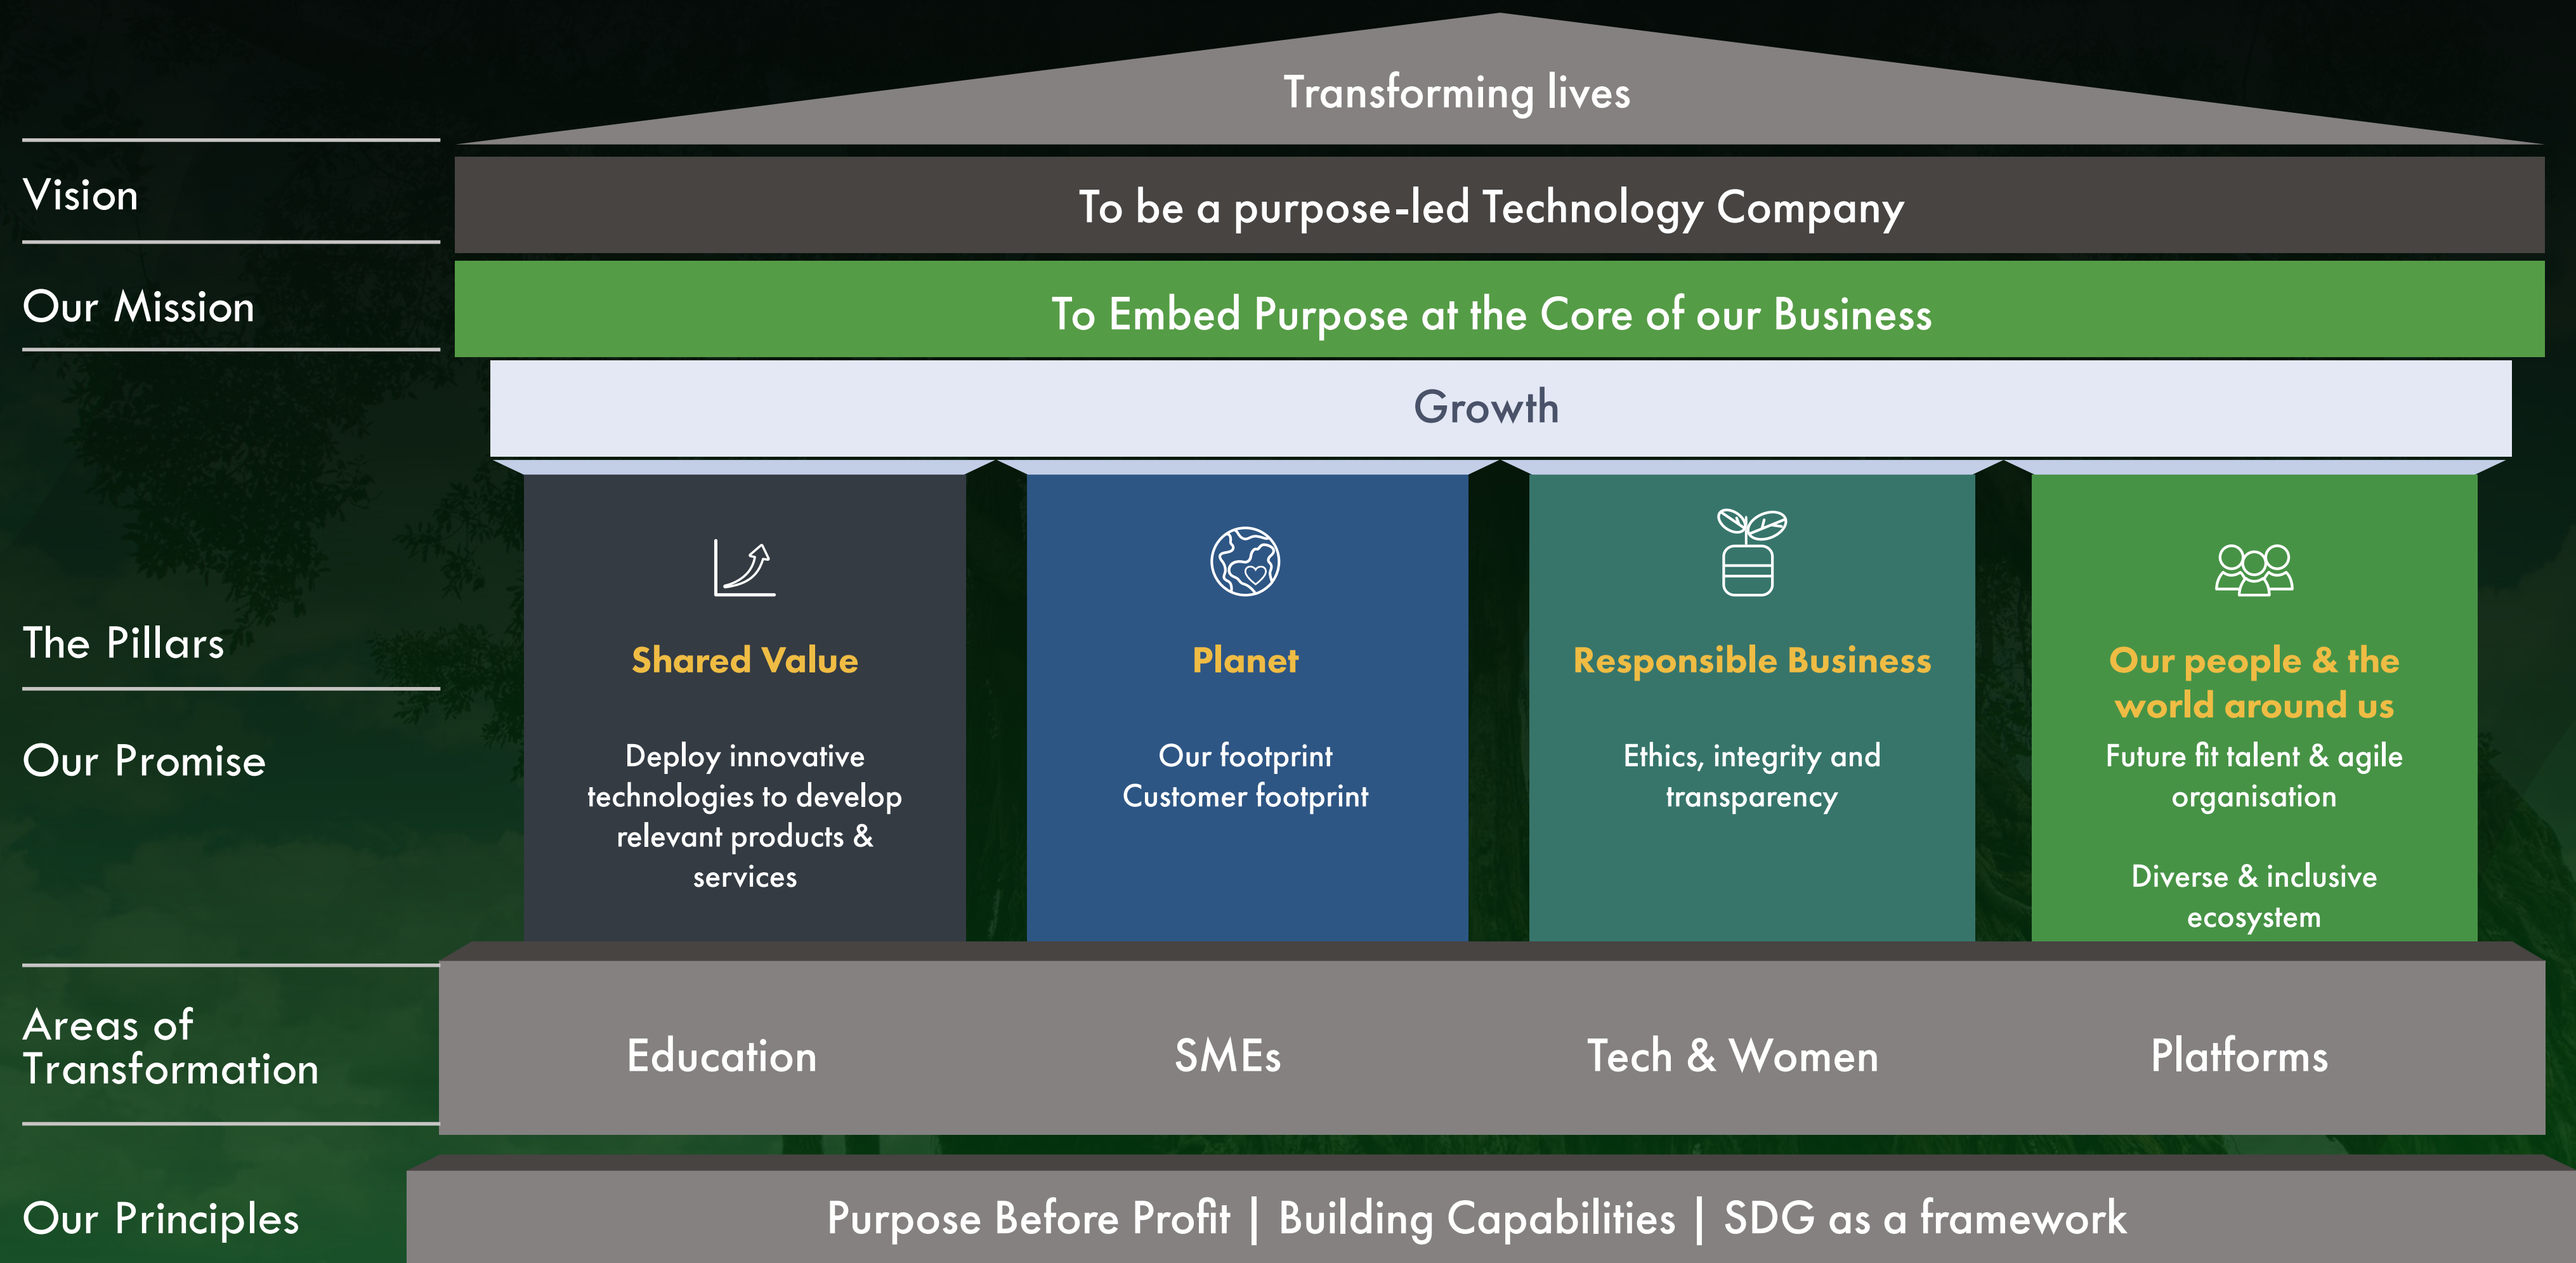 Transforming lives
Vision
To be a purpose-led Technology Company
Our Mission
To Embed Purpose at the Core of our Business
Growth
The Pillars
Shared Value
Planet
Responsible Business
Our people & the
world around us
Our Promise
Deploy innovative
technologies to develop
relevant products &
services
Our footprint
Customer footprint
Ethics, integrity and
transparency
Future fit talent & agile
organisation
Diverse & inclusive
ecosystem
Areas of
Transformation
Education
SMEs
Tech & Women
Platforms
Our Principles
Purpose Before Profit | Building Capabilities | SDG as a framework